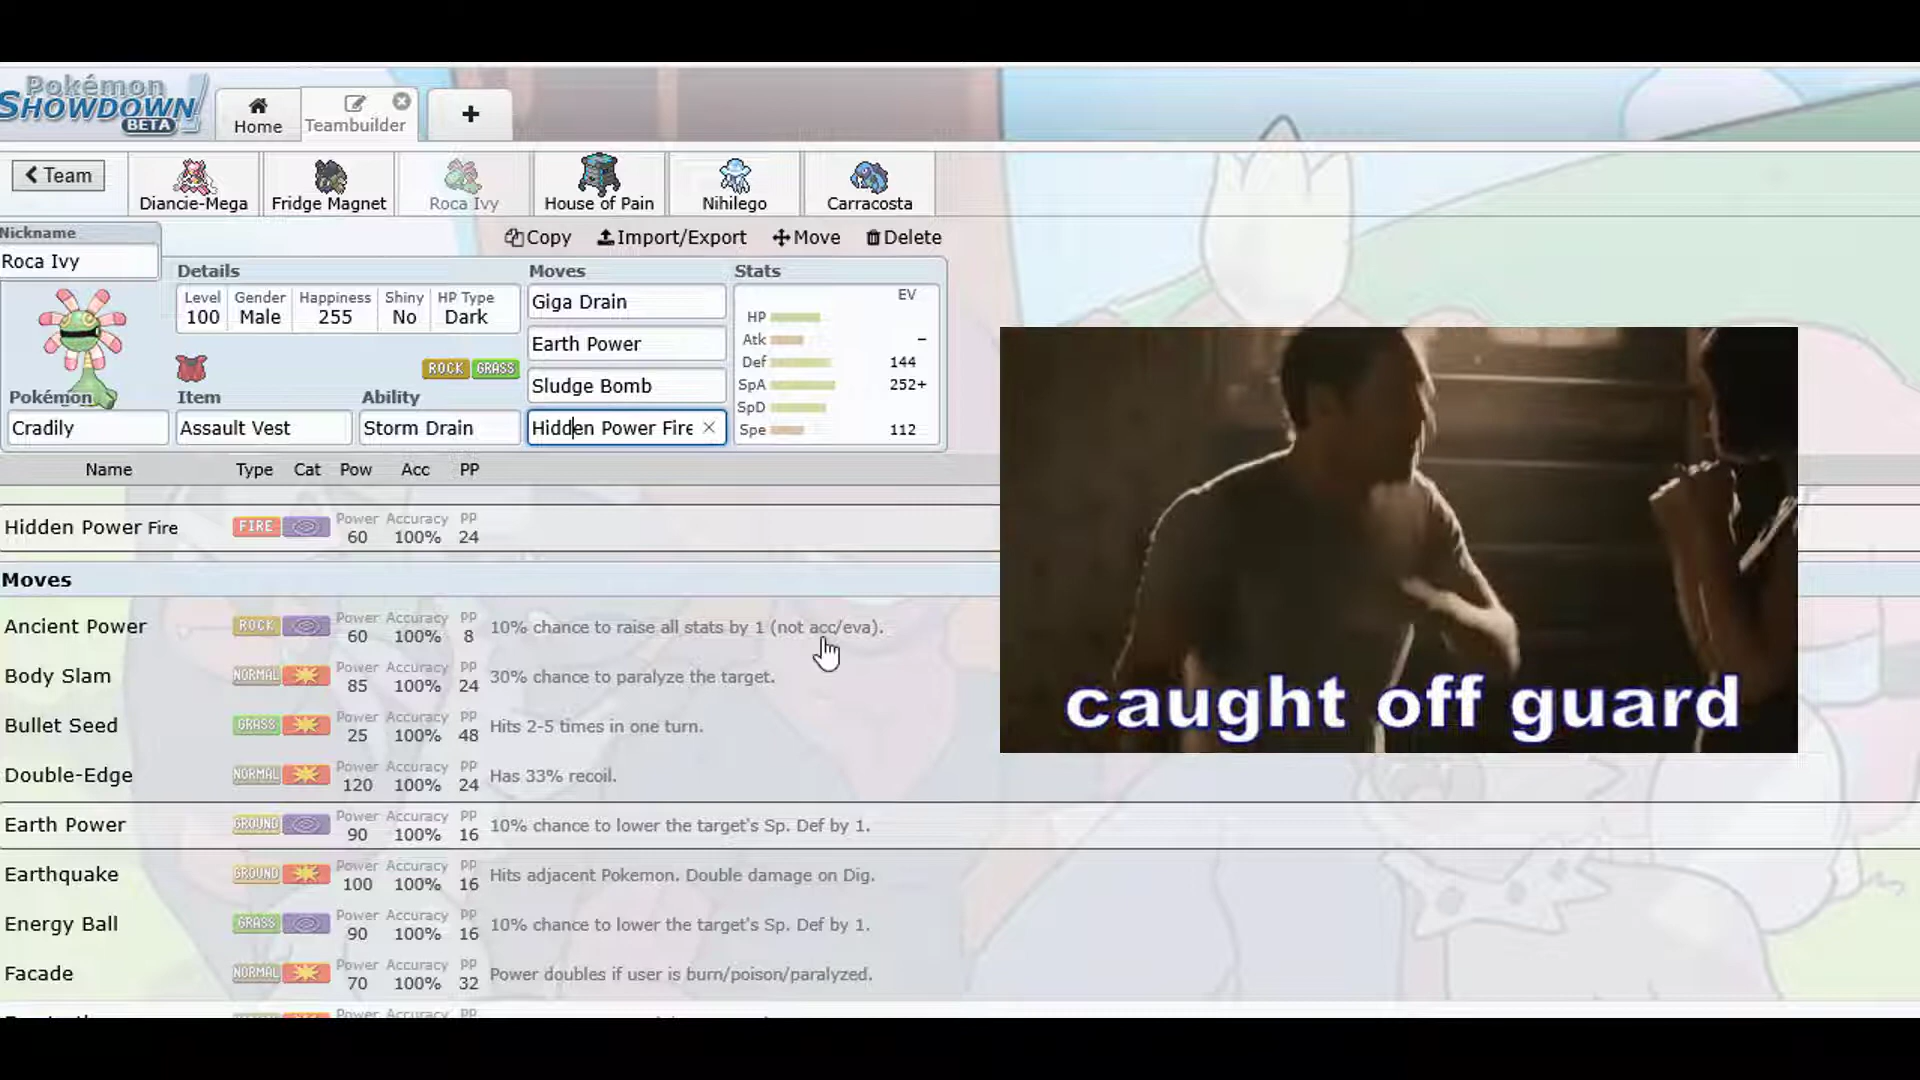 Pokémon
SHOWDOWN
BETA
Home
Teambuilder
+
Team
Diancie-Mega
Fridge Magnet
Roca Ivy
House of Pain
Nihilego
Carracosta
Copy
Import/Export
Move
Delete
Nickname
Roca Ivy
Details
Level Gender Happiness Shiny HP Type
100 Male 255 No Dark
ROCK GRASS
Pokémon
Cradily
Item
Assault Vest
Ability
Storm Drain
Moves
Giga Drain
Earth Power
Sludge Bomb
Hidden Power Fire
Stats
EV
HP
Atk –
Def 144
SpA 252+
SpD
Spe 112
Name Type Cat Pow Acc PP
Hidden Power Fire FIRE Power 60 Accuracy 100% PP 24
Moves
Ancient Power ROCK Power 60 Accuracy 100% PP 8 10% chance to raise all stats by 1 (not acc/eva).
Body Slam NORMAL Power 85 Accuracy 100% PP 24 30% chance to paralyze the target.
Bullet Seed GRASS Power 25 Accuracy 100% PP 48 Hits 2-5 times in one turn.
Double-Edge NORMAL Power 120 Accuracy 100% PP 24 Has 33% recoil.
Earth Power GROUND Power 90 Accuracy 100% PP 16 10% chance to lower the target's Sp. Def by 1.
Earthquake GROUND Power 100 Accuracy 100% PP 16 Hits adjacent Pokemon. Double damage on Dig.
Energy Ball GRASS Power 90 Accuracy 100% PP 16 10% chance to lower the target's Sp. Def by 1.
Facade NORMAL Power 70 Accuracy 100% PP 32 Power doubles if user is burn/poison/paralyzed.
Power Accuracy PP
caught off guard